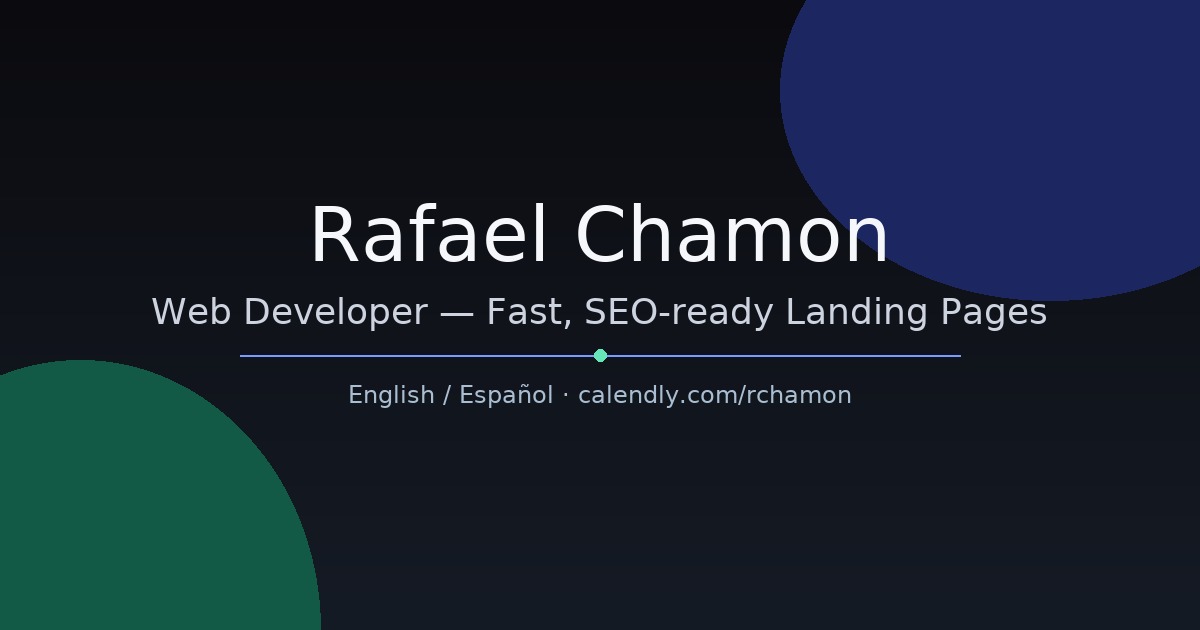 Rafael Chamon
Web Developer — Fast, SEO-ready Landing Pages
English / Español · calendly.com/rchamon